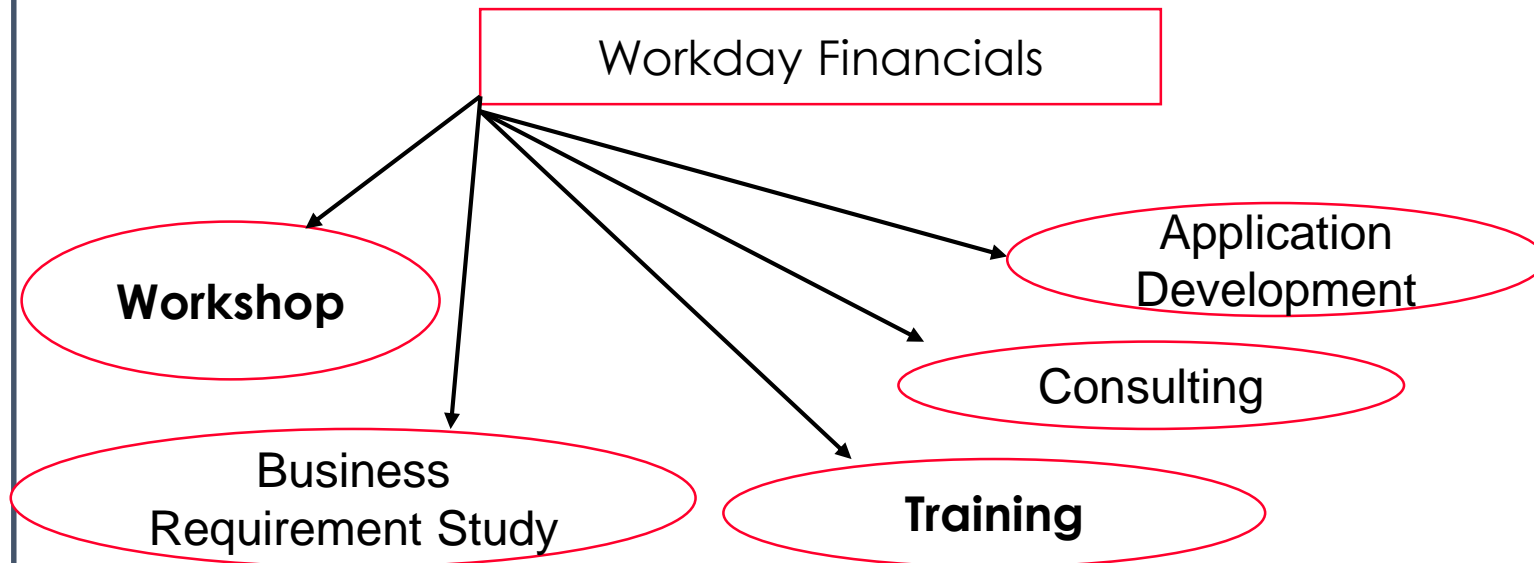 Workday Financials
Workshop
Application
Development
Consulting
Business
Requirement Study
Training